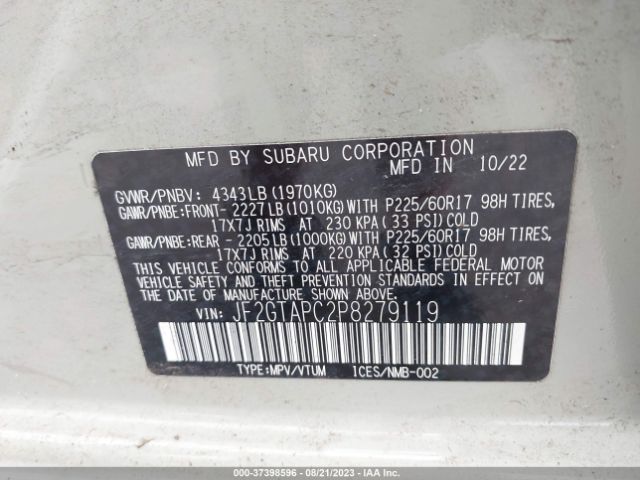 MFD BY SUBARU CORPORATION
MFD IN 10/22
GVWR/PNBV: 4343LB(1970KG)
GAWR/PNBE:FRONT- 2227LB(1010KG)WITH P225/60R17 98H TIRES,
17X7J RIMS AT 230 KPA(33 PSI)COLD
GAWR/PNBE:REAR - 2205LB(1000KG)WITH P225/60R17 98H TIRES,
17X7J RIMS AT 220 KPA(32 PSI)COLD
THIS VEHICLE CONFORMS TO ALL APPLICABLE FEDERAL MOTOR
VEHICLE SAFETY AND THEFT PREVENTION STANDARDS IN EFFECT
ON THE DATE OF MANUFACTURE SHOWN ABOVE.
VIN: JF2GTAPC2P8279119
TYPE:MPV/VTUM ICES/NMB-002
000-37398596 - 08/21/2023 - IAA Inc.